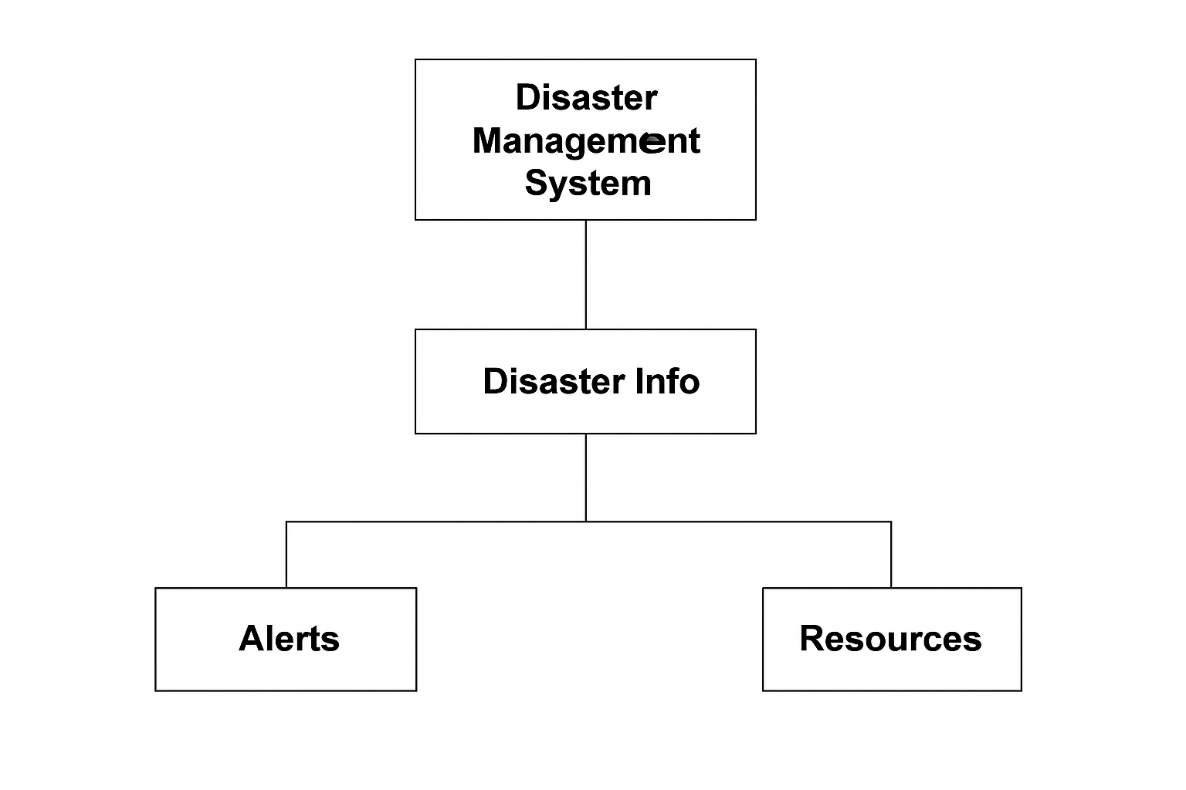 Disaster
Management
System
Disaster Info
Alerts
Resources